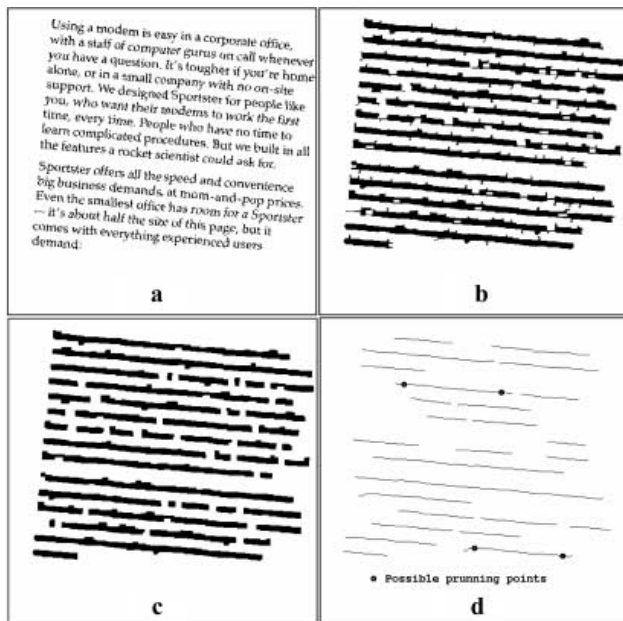 Using a modem is easy in a corporate office,
with a staff of computer gurus on call whenever
you have a question. It's tougher if you're home
alone, or in a small company with no on-site
support. We designed Sportster for people like
you, who want their modems to work the first
time, every time. People who have no time to
learn complicated procedures. But we built in all
the features a rocket scientist could ask for.
Sportster offers all the speed and convenience
big business demands, at mom-and-pop prices.
Even the smallest office has room for a Sportster
— it's about half the size of this page, but it
comes with everything experienced users
demand:
a
b
c
Possible prunning points
d